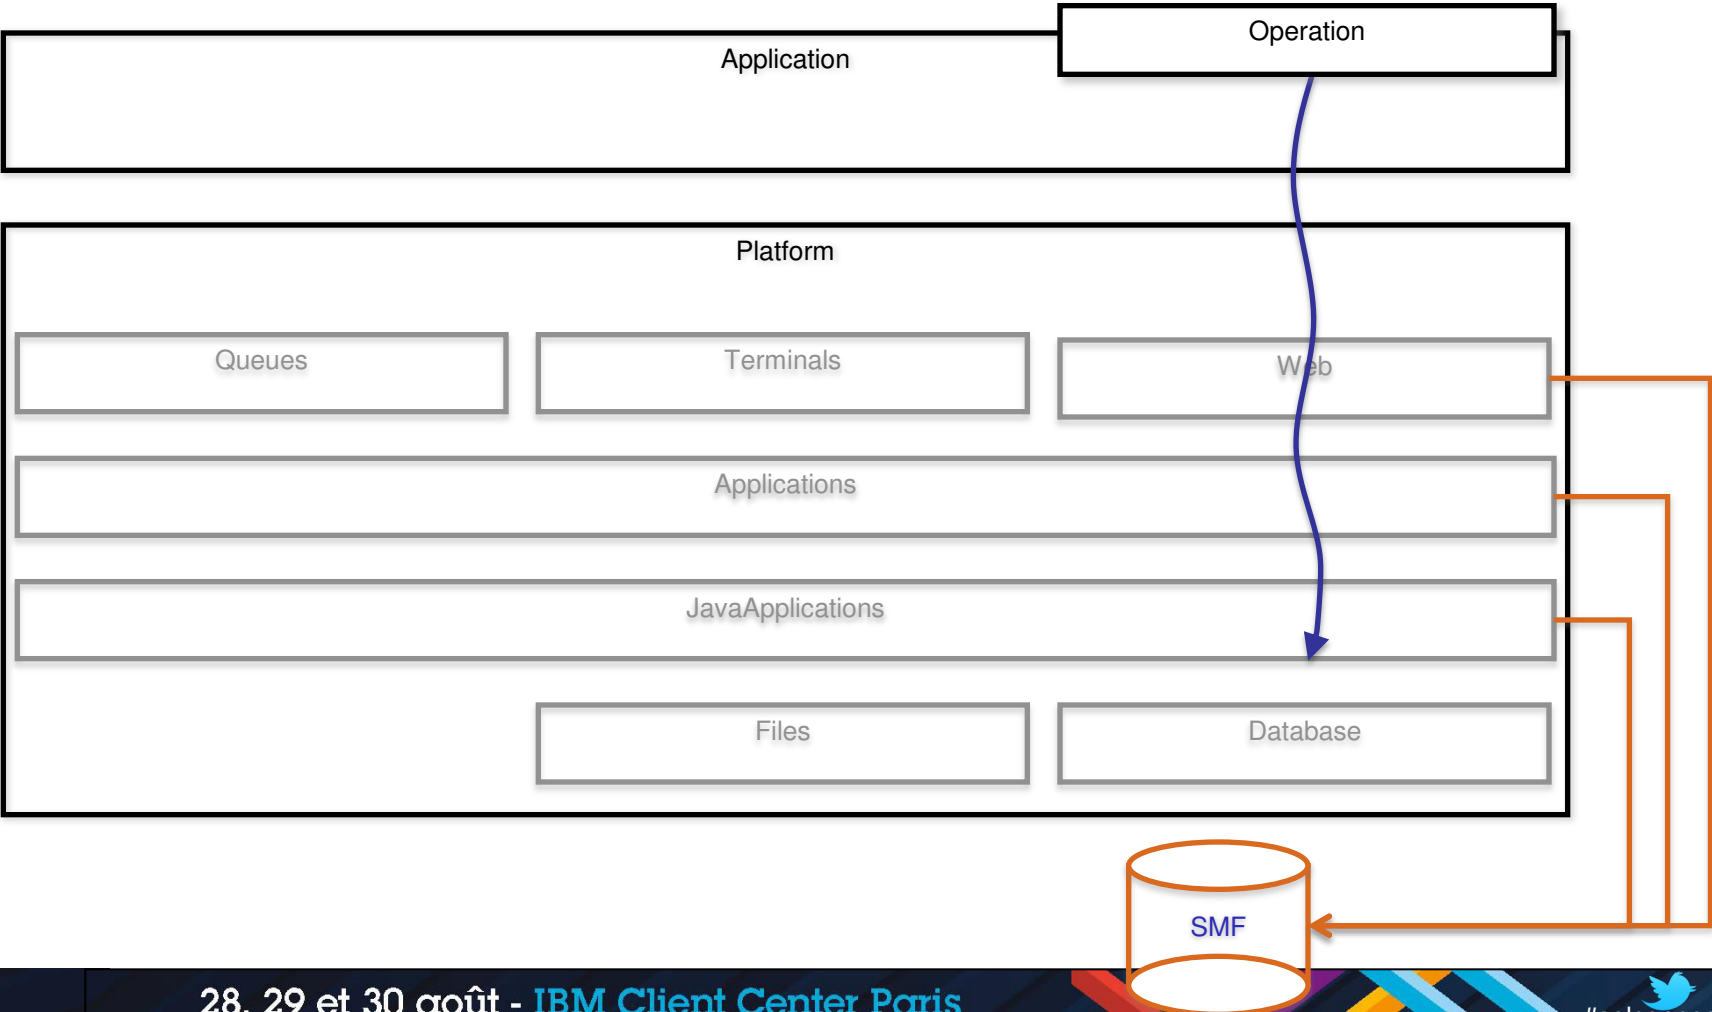 Operation
Application
Platform
Queues
Terminals
Web
Applications
JavaApplications
Files
Database
SMF
28, 29 et 30 août - IBM Client Center Paris